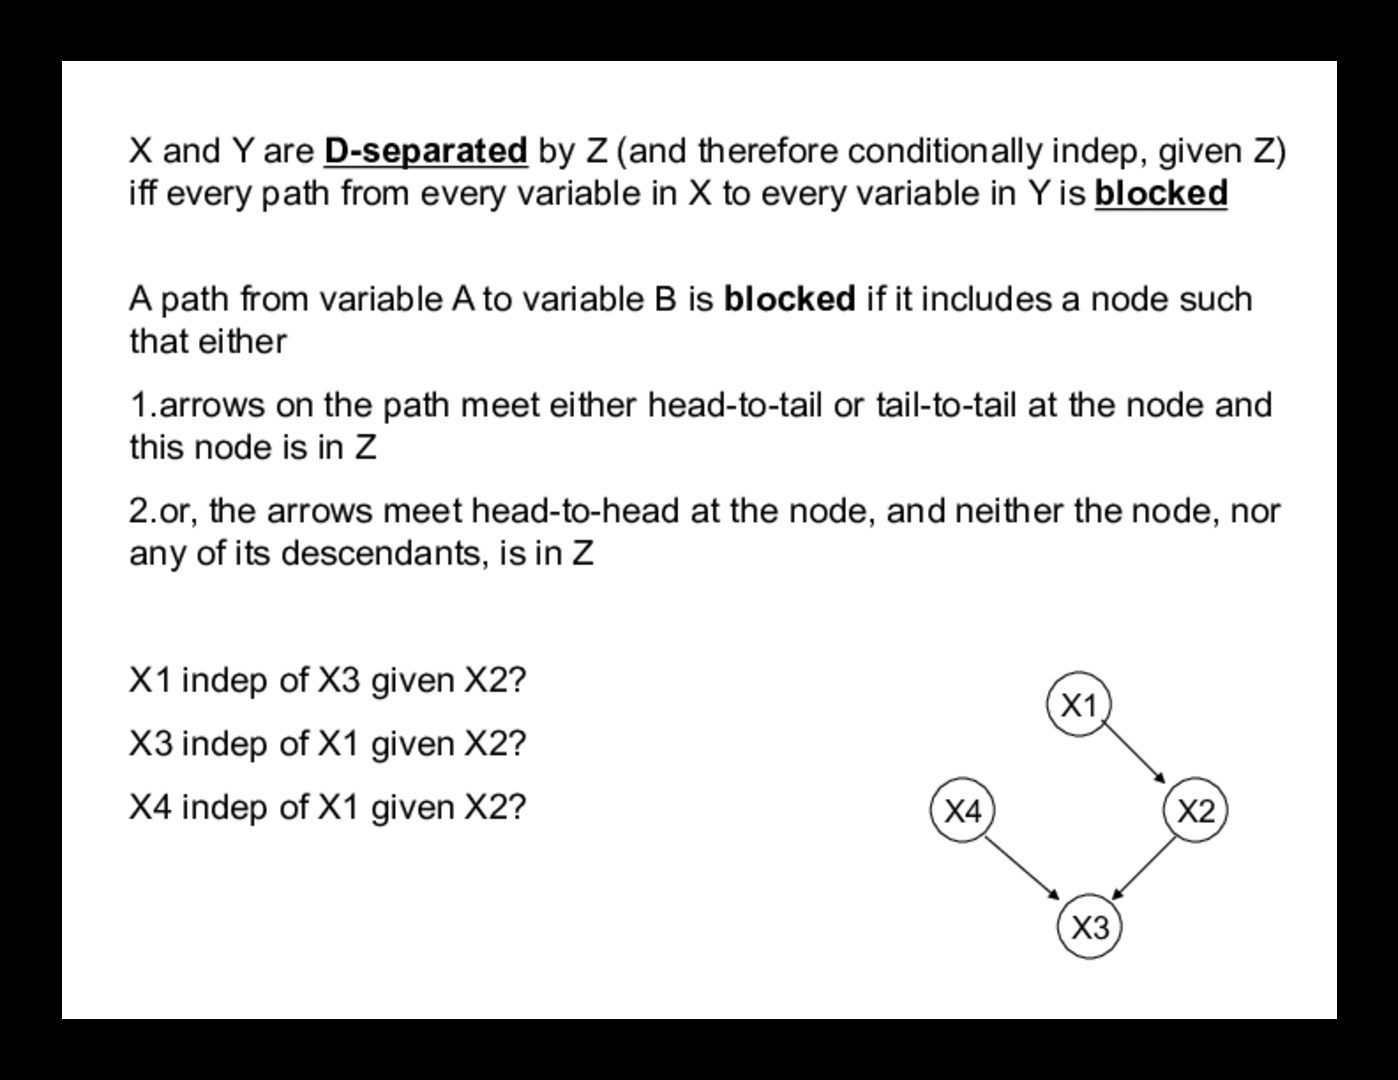 X and Y are D-separated by Z (and therefore conditionally indep, given Z)
iff every path from every variable in X to every variable in Y is blocked
A path from variable A to variable B is blocked if it includes a node such
that either
1.arrows on the path meet either head-to-tail or tail-to-tail at the node and
this node is in Z
2.or, the arrows meet head-to-head at the node, and neither the node, nor
any of its descendants, is in Z
X1 indep of X3 given X2?
X3 indep of X1 given X2?
X4 indep of X1 given X2?
X1
X4
X2
X3